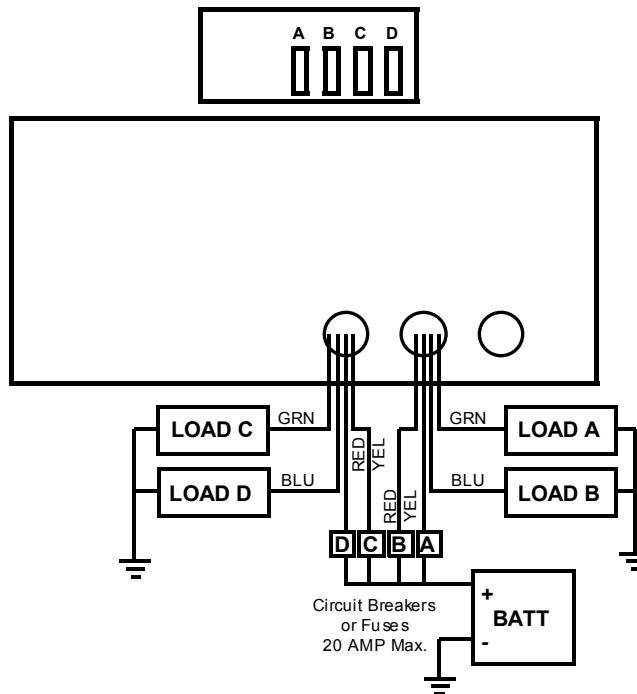 A B C D
LOAD C
GRN
GRN
LOAD A
RED
YEL
LOAD D
BLU
BLU
LOAD B
RED
YEL
D C B A
Circuit Breakers
or Fuses
20 AMP Max.
+
BATT
-